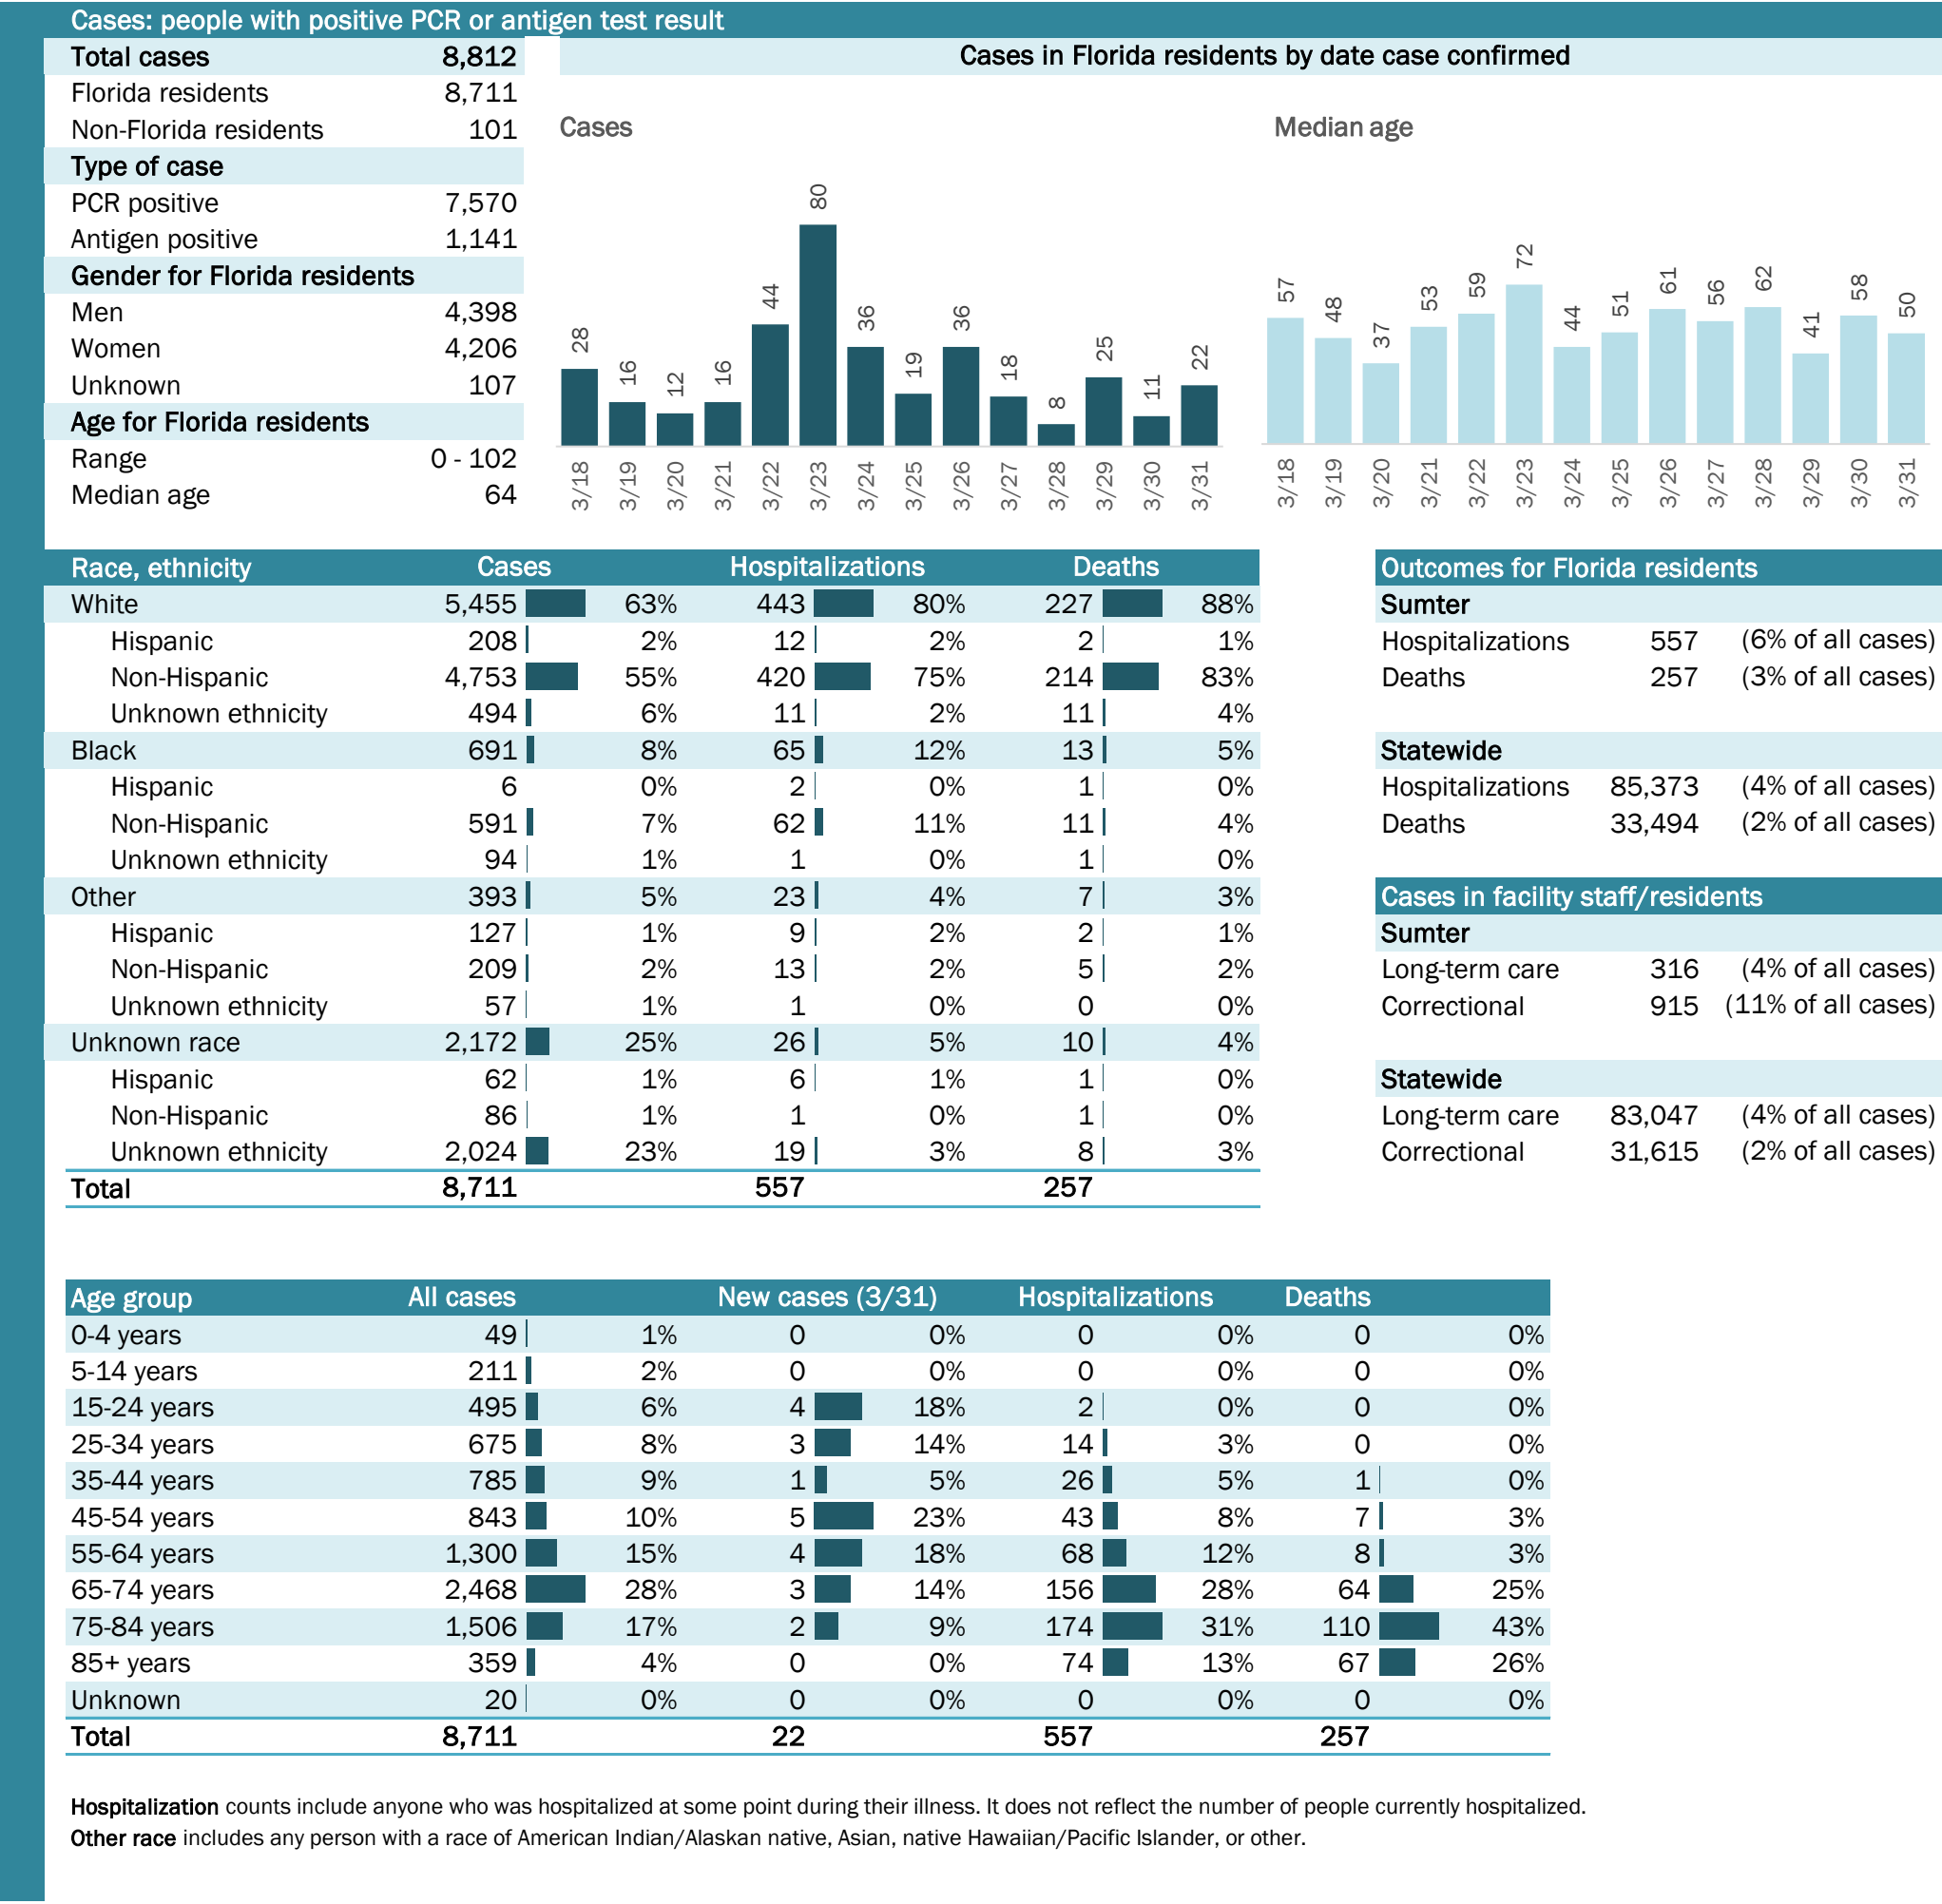 Cases: people with positive PCR or antigen test result
Total cases 8,812
Florida residents 8,711
Non-Florida residents 101
Type of case
PCR positive 7,570
Antigen positive 1,141
Gender for Florida residents
Men 4,398
Women 4,206
Unknown 107
Age for Florida residents
Range 0 - 102
Median age 64
Cases in Florida residents by date case confirmed
Cases
28 16 12 16 44 80 36 19 36 18 8 25 11 22
3/18 3/19 3/20 3/21 3/22 3/23 3/24 3/25 3/26 3/27 3/28 3/29 3/30 3/31
Median age
57 48 37 53 59 72 44 51 61 56 62 41 58 50
3/18 3/19 3/20 3/21 3/22 3/23 3/24 3/25 3/26 3/27 3/28 3/29 3/30 3/31
Race, ethnicity Cases Hospitalizations Deaths
White 5,455 63% 443 80% 227 88%
Hispanic 208 2% 12 2% 2 1%
Non-Hispanic 4,753 55% 420 75% 214 83%
Unknown ethnicity 494 6% 11 2% 11 4%
Black 691 8% 65 12% 13 5%
Hispanic 6 0% 2 0% 1 0%
Non-Hispanic 591 7% 62 11% 11 4%
Unknown ethnicity 94 1% 1 0% 1 0%
Other 393 5% 23 4% 7 3%
Hispanic 127 1% 9 2% 2 1%
Non-Hispanic 209 2% 13 2% 5 2%
Unknown ethnicity 57 1% 1 0% 0 0%
Unknown race 2,172 25% 26 5% 10 4%
Hispanic 62 1% 6 1% 1 0%
Non-Hispanic 86 1% 1 0% 1 0%
Unknown ethnicity 2,024 23% 19 3% 8 3%
Total 8,711 557 257
Outcomes for Florida residents
Sumter
Hospitalizations 557 (6% of all cases)
Deaths 257 (3% of all cases)
Statewide
Hospitalizations 85,373 (4% of all cases)
Deaths 33,494 (2% of all cases)
Cases in facility staff/residents
Sumter
Long-term care 316 (4% of all cases)
Correctional 915 (11% of all cases)
Statewide
Long-term care 83,047 (4% of all cases)
Correctional 31,615 (2% of all cases)
Age group All cases New cases (3/31) Hospitalizations Deaths
0-4 years 49 1% 0 0% 0 0% 0 0%
5-14 years 211 2% 0 0% 0 0% 0 0%
15-24 years 495 6% 4 18% 2 0% 0 0%
25-34 years 675 8% 3 14% 14 3% 0 0%
35-44 years 785 9% 1 5% 26 5% 1 0%
45-54 years 843 10% 5 23% 43 8% 7 3%
55-64 years 1,300 15% 4 18% 68 12% 8 3%
65-74 years 2,468 28% 3 14% 156 28% 64 25%
75-84 years 1,506 17% 2 9% 174 31% 110 43%
85+ years 359 4% 0 0% 74 13% 67 26%
Unknown 20 0% 0 0% 0 0% 0 0%
Total 8,711 22 557 257
Hospitalization counts include anyone who was hospitalized at some point during their illness. It does not reflect the number of people currently hospitalized.
Other race includes any person with a race of American Indian/Alaskan native, Asian, native Hawaiian/Pacific Islander, or other.